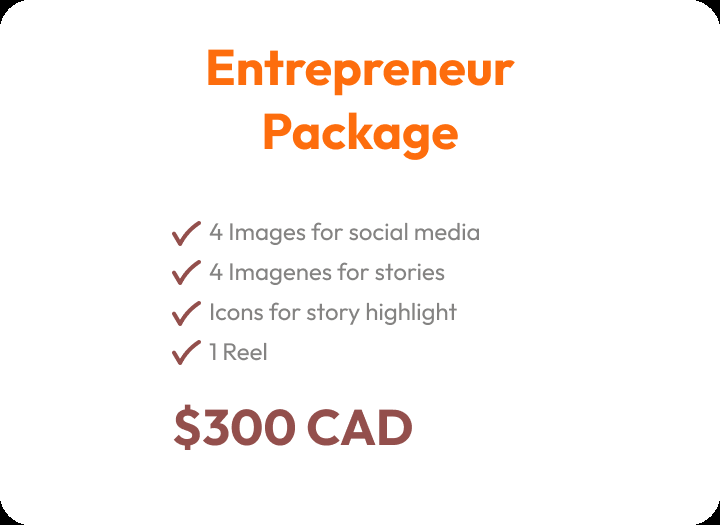 Entrepreneur
Package
4 Images for social media
4 Imagenes for stories
Icons for story highlight
1 Reel
$300 CAD